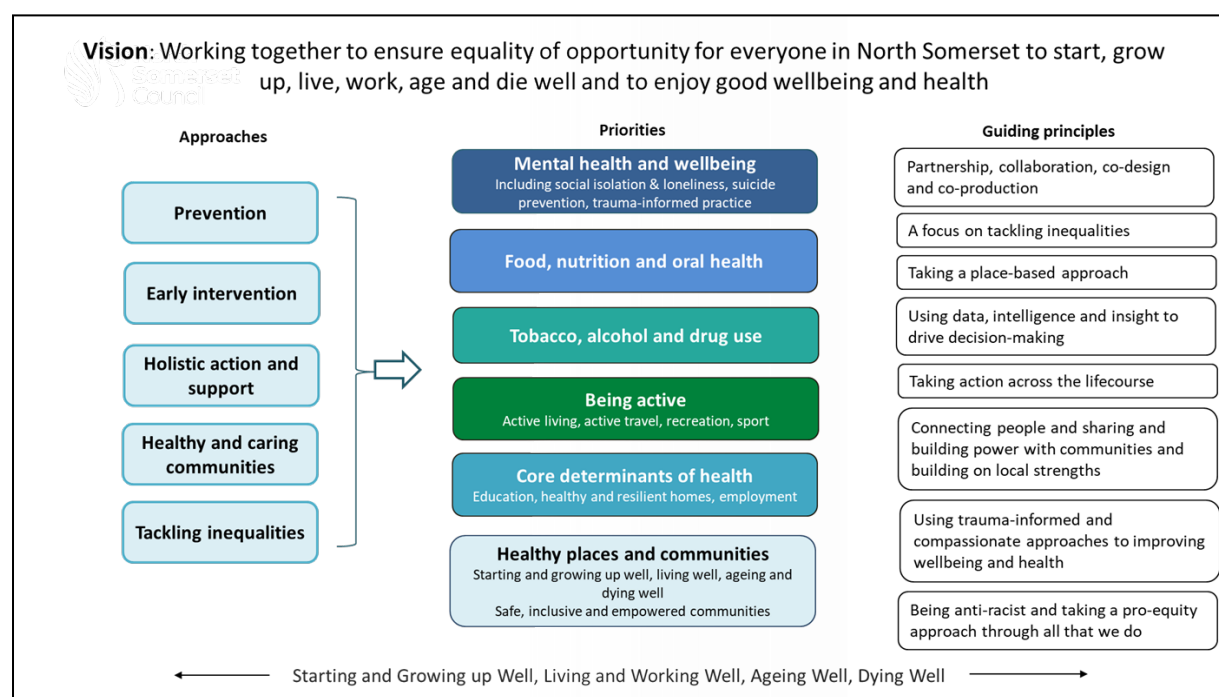 Vision: Working together to ensure equality of opportunity for everyone in North Somerset to start, grow
up, live, work, age and die well and to enjoy good wellbeing and health
Somerset
Council
Approaches
Prevention
Early intervention
Holistic action and
support
Healthy and caring
communities
Tackling inequalities
Priorities
Mental health and wellbeing
Including social isolation & loneliness, suicide
prevention, trauma-informed practice
Food, nutrition and oral health
Tobacco, alcohol and drug use
Being active
Active living, active travel, recreation, sport
Core determinants of health
Education, healthy and resilient homes, employment
Healthy places and communities
Starting and growing up well, living well, ageing and
dying well
Safe, inclusive and empowered communities
Guiding principles
Partnership, collaboration, co-design
and co-production
A focus on tackling inequalities
Taking a place-based approach
Using data, intelligence and insight to
drive decision-making
Taking action across the lifecourse
Connecting people and sharing and
building power with communities and
building on local strengths
Using trauma-informed and
compassionate approaches to improving
wellbeing and health
Being anti-racist and taking a pro-equity
approach through all that we do
Starting and Growing up Well, Living and Working Well, Ageing Well, Dying Well